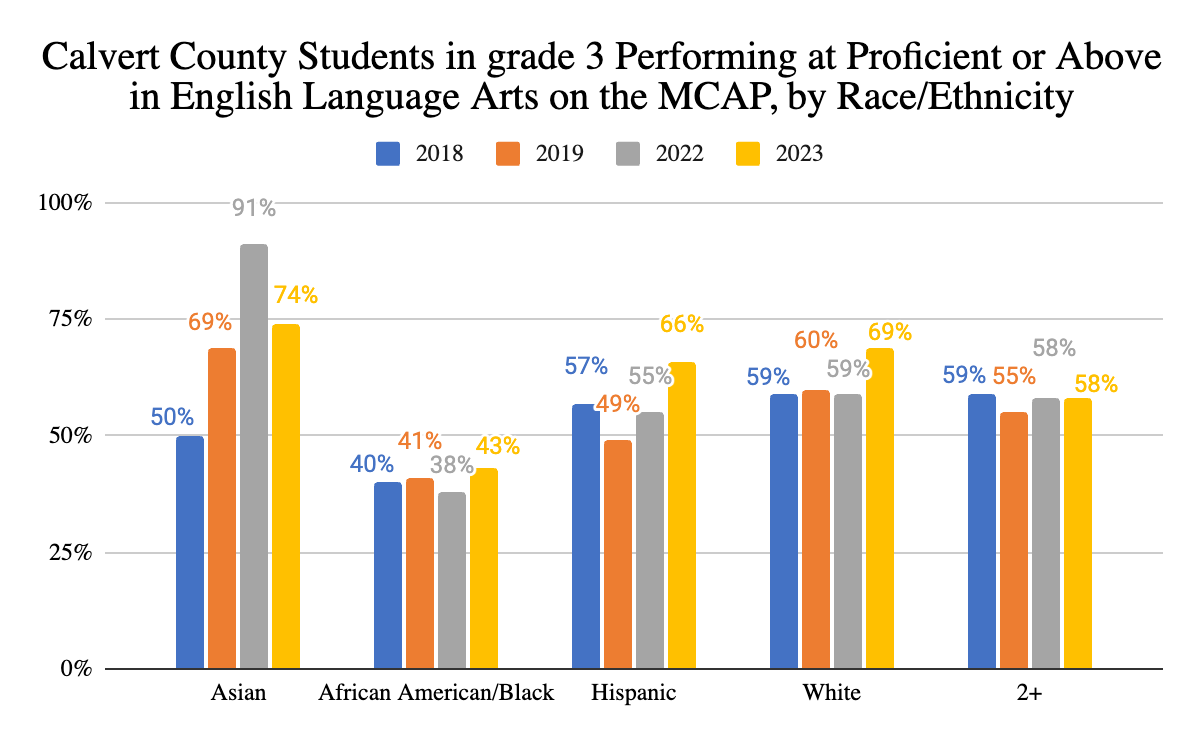 Calvert County Students in grade 3 Performing at Proficient or Above
in English Language Arts on the MCAP, by Race/Ethnicity
2018 2019 2022 2023
100%
75%
50%
25%
0%
50% 69% 91% 74%
40% 41% 38% 43%
57% 49% 55% 66%
59% 60% 59% 69%
59% 55% 58% 58%
Asian African American/Black Hispanic White 2+